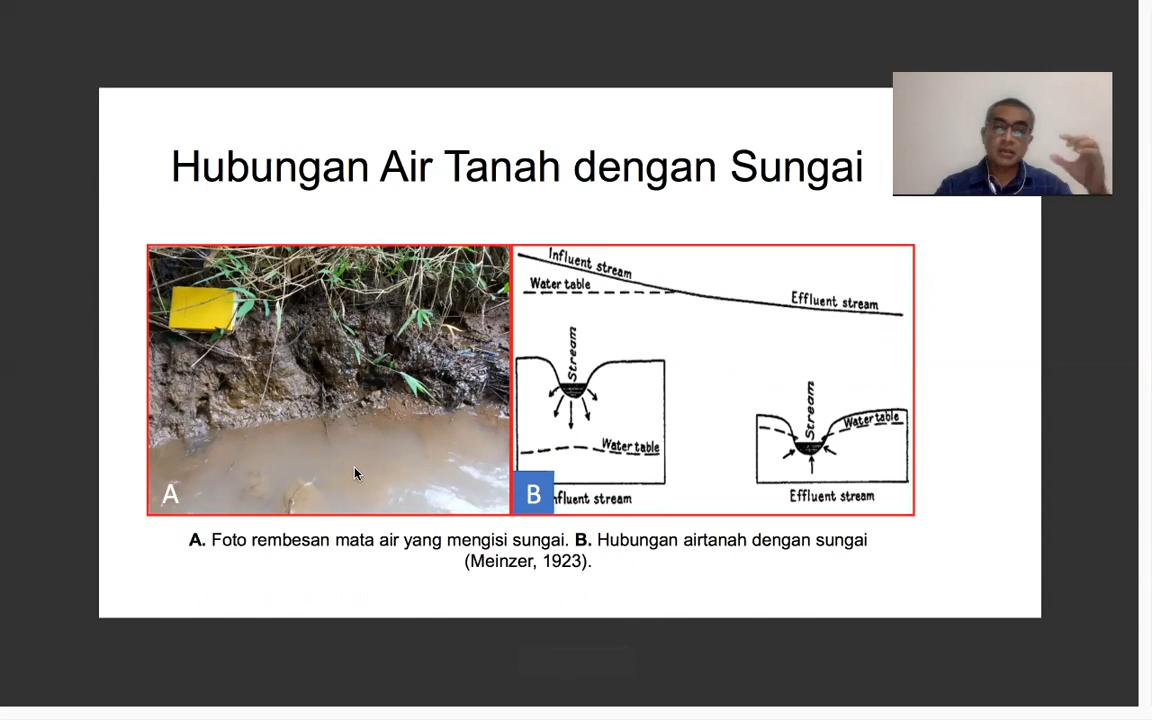 Hubungan Air Tanah dengan Sungai
Influent stream
Water table
Effluent stream
Stream
Water table
Stream
Water table
A
B
nfluent stream
Effluent stream
A. Foto rembesan mata air yang mengisi sungai. B. Hubungan airtanah dengan sungai
(Meinzer, 1923).